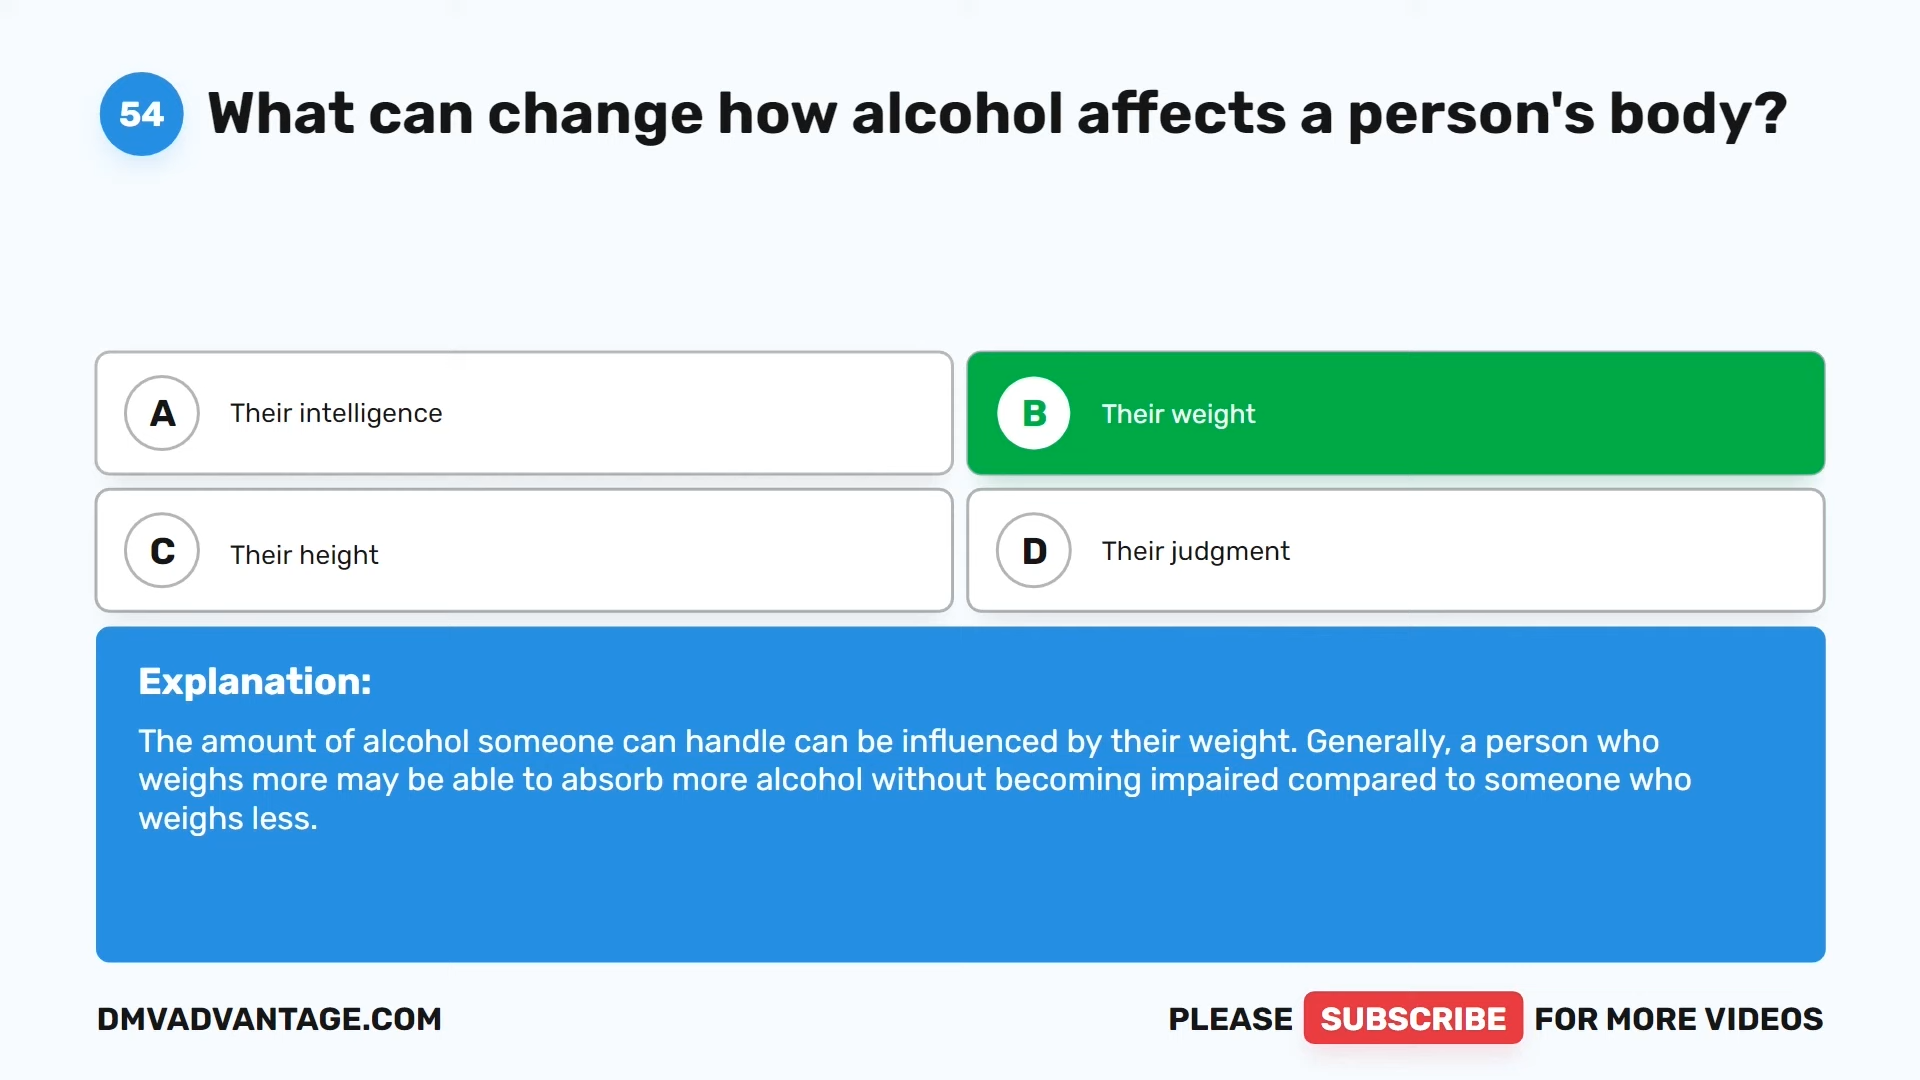 54 What can change how alcohol affects a person's body?
A Their intelligence
B Their weight
C Their height
D Their judgment
Explanation:
The amount of alcohol someone can handle can be influenced by their weight. Generally, a person who
weighs more may be able to absorb more alcohol without becoming impaired compared to someone who
weighs less.
DMVADVANTAGE.COM
PLEASE SUBSCRIBE FOR MORE VIDEOS